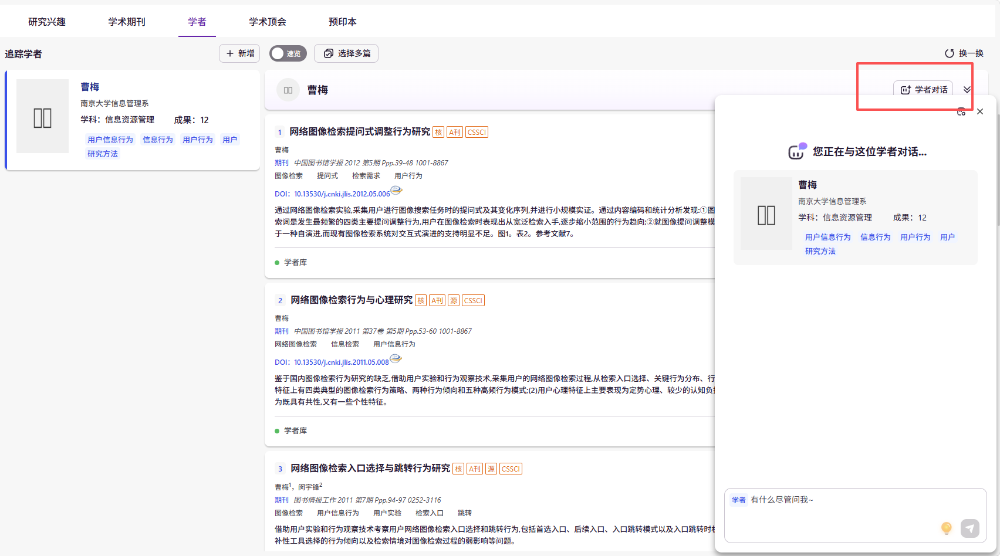 研究兴趣
学术期刊
学者
学术顶会
预印本
追踪学者
新增
速览
选择多篇
换一换
曹梅
南京大学信息管理系
学科：信息资源管理 成果：12
用户信息行为 信息行为 用户行为 用户
研究方法
曹梅
学者对话
1 网络图像检索提问式调整行为研究 核 A刊 CSSCI
曹梅
期刊 中国图书馆学报 2012 第5期 Ppp.39-48 1001-8867
图像检索 提问式 检索需求 用户行为
DOI：10.13530/j.cnki.jlis.2012.05.006
通过网络图像检索实验,采集用户进行图像搜索任务时的提问式及其变化序列,并进行小规模实证。通过内容编码和统计分析发现:①图
索词是发生最频繁的四类主要提问调整行为,用户在图像检索时表现出从宽泛检索入手,逐步缩小范围的行为趋向;②就图像提问调整模
于一种自演进,而现有图像检索系统对交互式演进的支持明显不足。图1。表2。参考文献7。
学者库
2 网络图像检索行为与心理研究 核 A刊 源 CSSCI
曹梅
期刊 中国图书馆学报 2011 第37卷 第5期 Ppp.53-60 1001-8867
网络图像检索 信息检索 用户信息行为
DOI：10.13530/j.cnki.jlis.2011.05.008
鉴于国内图像检索行为研究的缺乏,借助用户实验和行为观察技术,采集用户的网络图像检索过程,从检索入口选择、关键行为分布、行
特征上有四类典型的图像检索行为策略、两种行为倾向和五种高频行为模式;(2)用户心理特征上主要表现为定势心理、较少的认知负
为既具有共性,又有一些个性特征。
学者库
3 网络图像检索入口选择与跳转行为研究 核 A刊 源 CSSCI
曹梅1，闵宇锋2
期刊 图书情报工作 2011 第7期 Ppp.94-97 0252-3116
图像检索 用户信息行为 用户实验 检索入口 跳转
借助用户实验和行为观察技术考察用户网络图像检索入口选择和跳转行为,包括首选入口、后续入口、入口跳转模式以及入口跳转时
补性工具选择的行为倾向以及检索情境对图像检索过程的弱影响等问题。
您正在与这位学者对话...
曹梅
南京大学信息管理系
学科：信息资源管理 成果：12
用户信息行为 信息行为 用户行为 用户
研究方法
学者 有什么尽管问我~